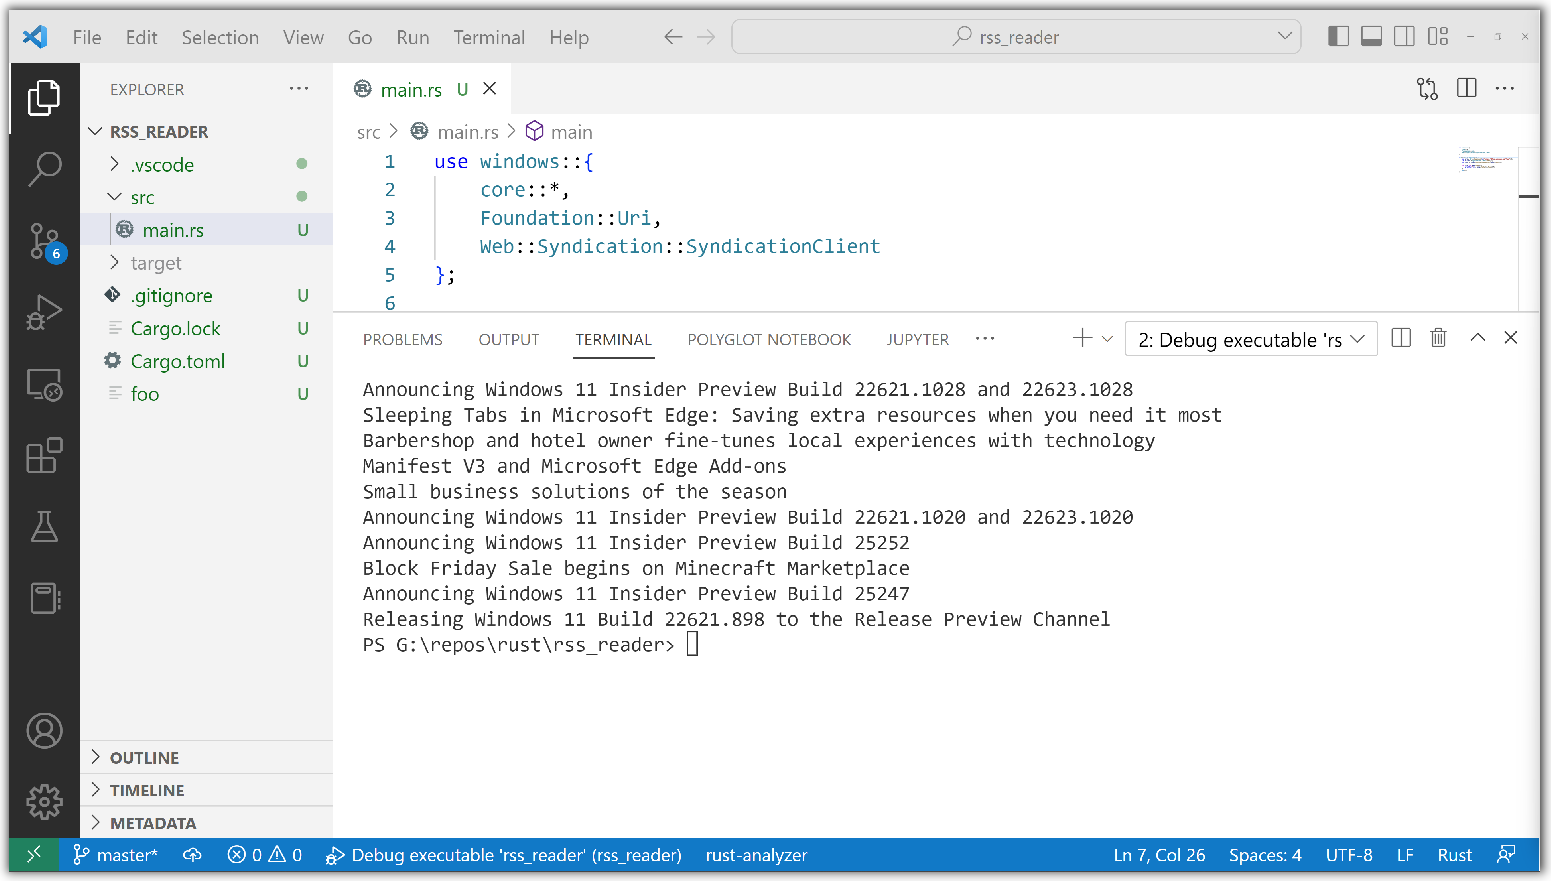 File Edit Selection View Go Run Terminal Help
rss_reader
EXPLORER
RSS_READER
.vscode
src
main.rs U
target
.gitignore U
Cargo.lock U
Cargo.toml U
foo U
OUTLINE
TIMELINE
METADATA
6
main.rs U
src > main.rs > main
1 use windows::{
2 core::*,
3 Foundation::Uri,
4 Web::Syndication::SyndicationClient
5 };
6
PROBLEMS OUTPUT TERMINAL POLYGLOT NOTEBOOK JUPYTER
2: Debug executable 'rs
Announcing Windows 11 Insider Preview Build 22621.1028 and 22623.1028
Sleeping Tabs in Microsoft Edge: Saving extra resources when you need it most
Barbershop and hotel owner fine-tunes local experiences with technology
Manifest V3 and Microsoft Edge Add-ons
Small business solutions of the season
Announcing Windows 11 Insider Preview Build 22621.1020 and 22623.1020
Announcing Windows 11 Insider Preview Build 25252
Block Friday Sale begins on Minecraft Marketplace
Announcing Windows 11 Insider Preview Build 25247
Releasing Windows 11 Build 22621.898 to the Release Preview Channel
PS G:\repos\rust\rss_reader>
master* 0 0 Debug executable 'rss_reader' (rss_reader) rust-analyzer Ln 7, Col 26 Spaces: 4 UTF-8 LF Rust